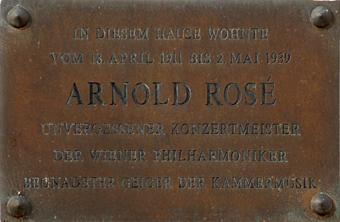 IN DIESEM HAUSE WOHNTE
VOM 18 APRIL 1911 BIS 2 MAI 1939
ARNOLD ROSÉ
UNVERGESSENER KONZERTMEISTER
DER WIENER PHILHARMONIKER
BEGNADETER GEIGER DER KAMMERMUSIK